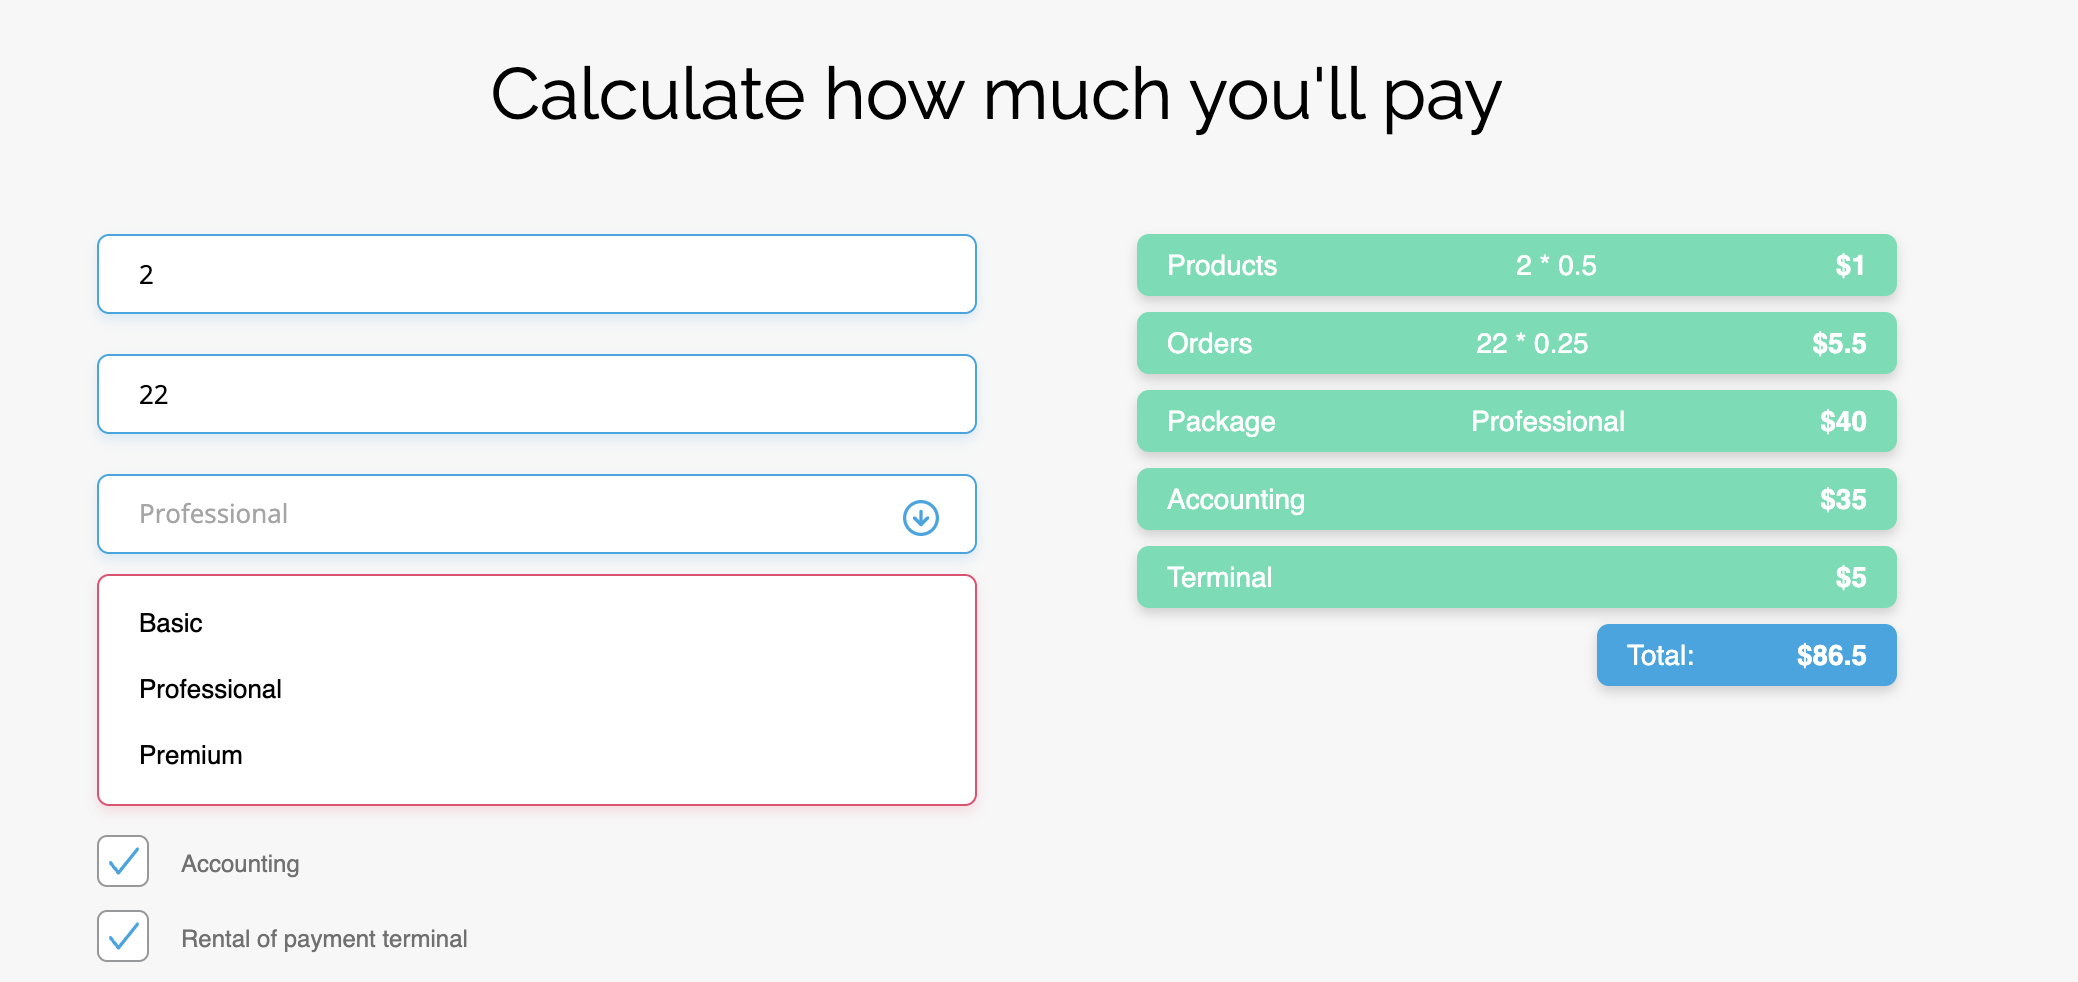 Calculate how much you'll pay
2
22
Professional
Basic
Professional
Premium
Accounting
Rental of payment terminal
Products 2 * 0.5 $1
Orders 22 * 0.25 $5.5
Package Professional $40
Accounting $35
Terminal $5
Total: $86.5